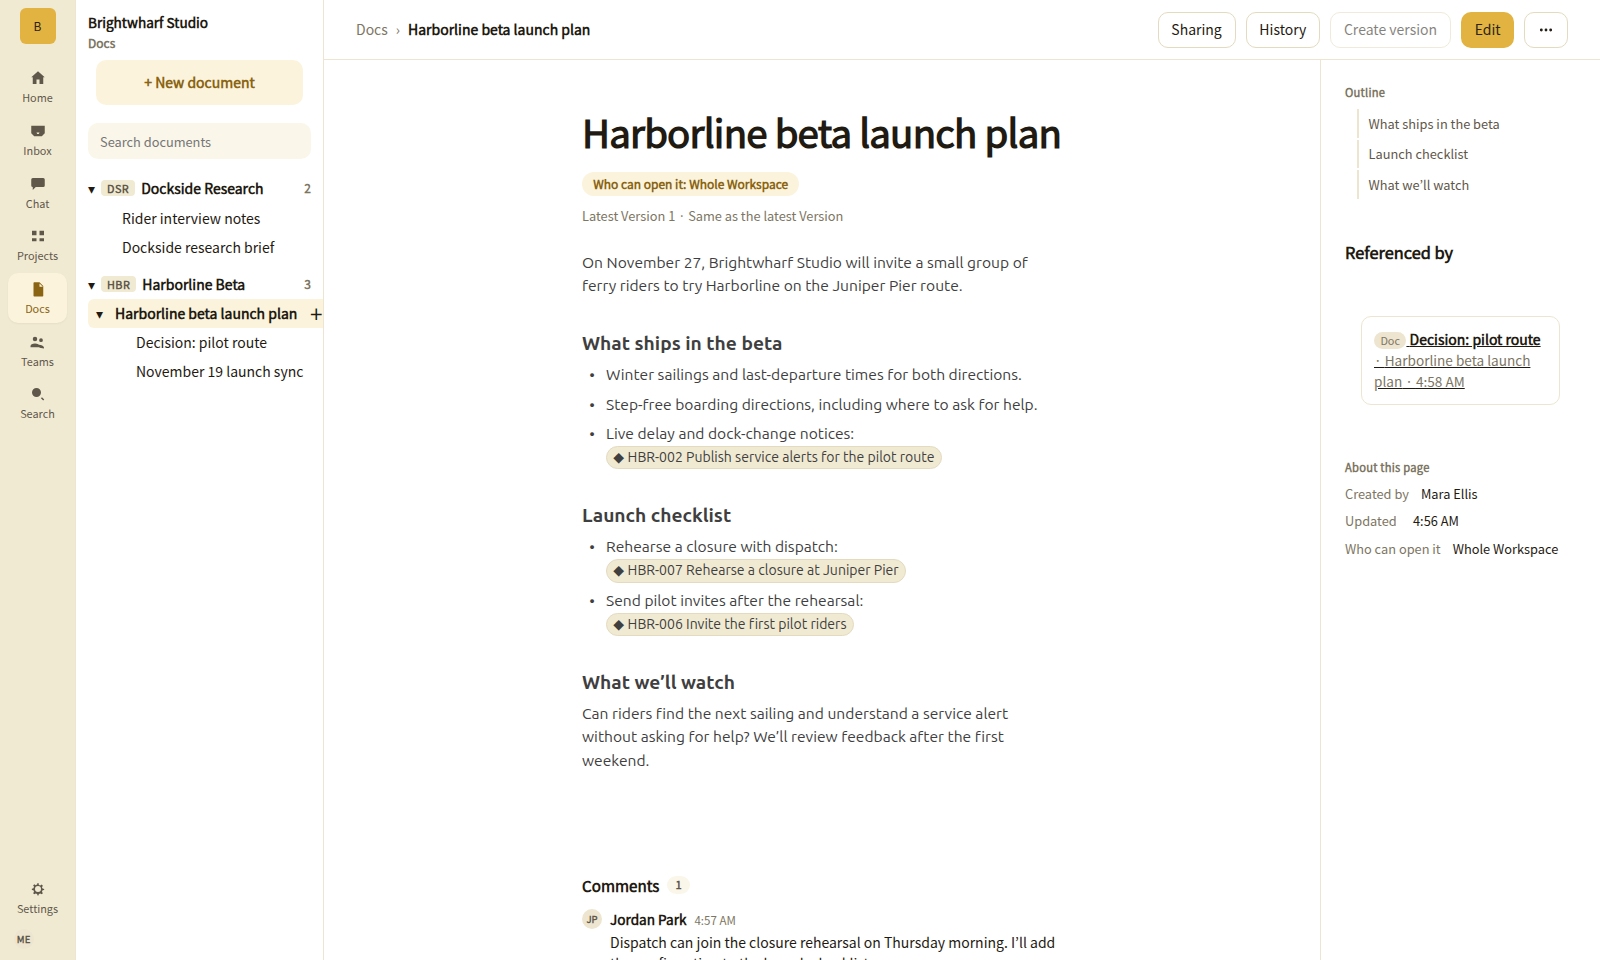 B
Home
Inbox
Chat
Projects
Docs
Teams
Search
Settings
ME
Brightwharf Studio
Docs
+ New document
Search documents
▼ DSR Dockside Research 2
Rider interview notes
Dockside research brief
▼ HBR Harborline Beta 3
▼ Harborline beta launch plan +
Decision: pilot route
November 19 launch sync
Docs › Harborline beta launch plan
Sharing
History
Create version
Edit
···
Harborline beta launch plan
Who can open it: Whole Workspace
Latest Version 1 · Same as the latest Version
On November 27, Brightwharf Studio will invite a small group of
ferry riders to try Harborline on the Juniper Pier route.
What ships in the beta
• Winter sailings and last-departure times for both directions.
• Step-free boarding directions, including where to ask for help.
• Live delay and dock-change notices:
◆ HBR-002 Publish service alerts for the pilot route
Launch checklist
• Rehearse a closure with dispatch:
◆ HBR-007 Rehearse a closure at Juniper Pier
• Send pilot invites after the rehearsal:
◆ HBR-006 Invite the first pilot riders
What we’ll watch
Can riders find the next sailing and understand a service alert
without asking for help? We’ll review feedback after the first
weekend.
Comments 1
JP Jordan Park 4:57 AM
Dispatch can join the closure rehearsal on Thursday morning. I’ll add
Outline
What ships in the beta
Launch checklist
What we’ll watch
Referenced by
Doc Decision: pilot route
· Harborline beta launch
plan · 4:58 AM
About this page
Created by Mara Ellis
Updated 4:56 AM
Who can open it Whole Workspace